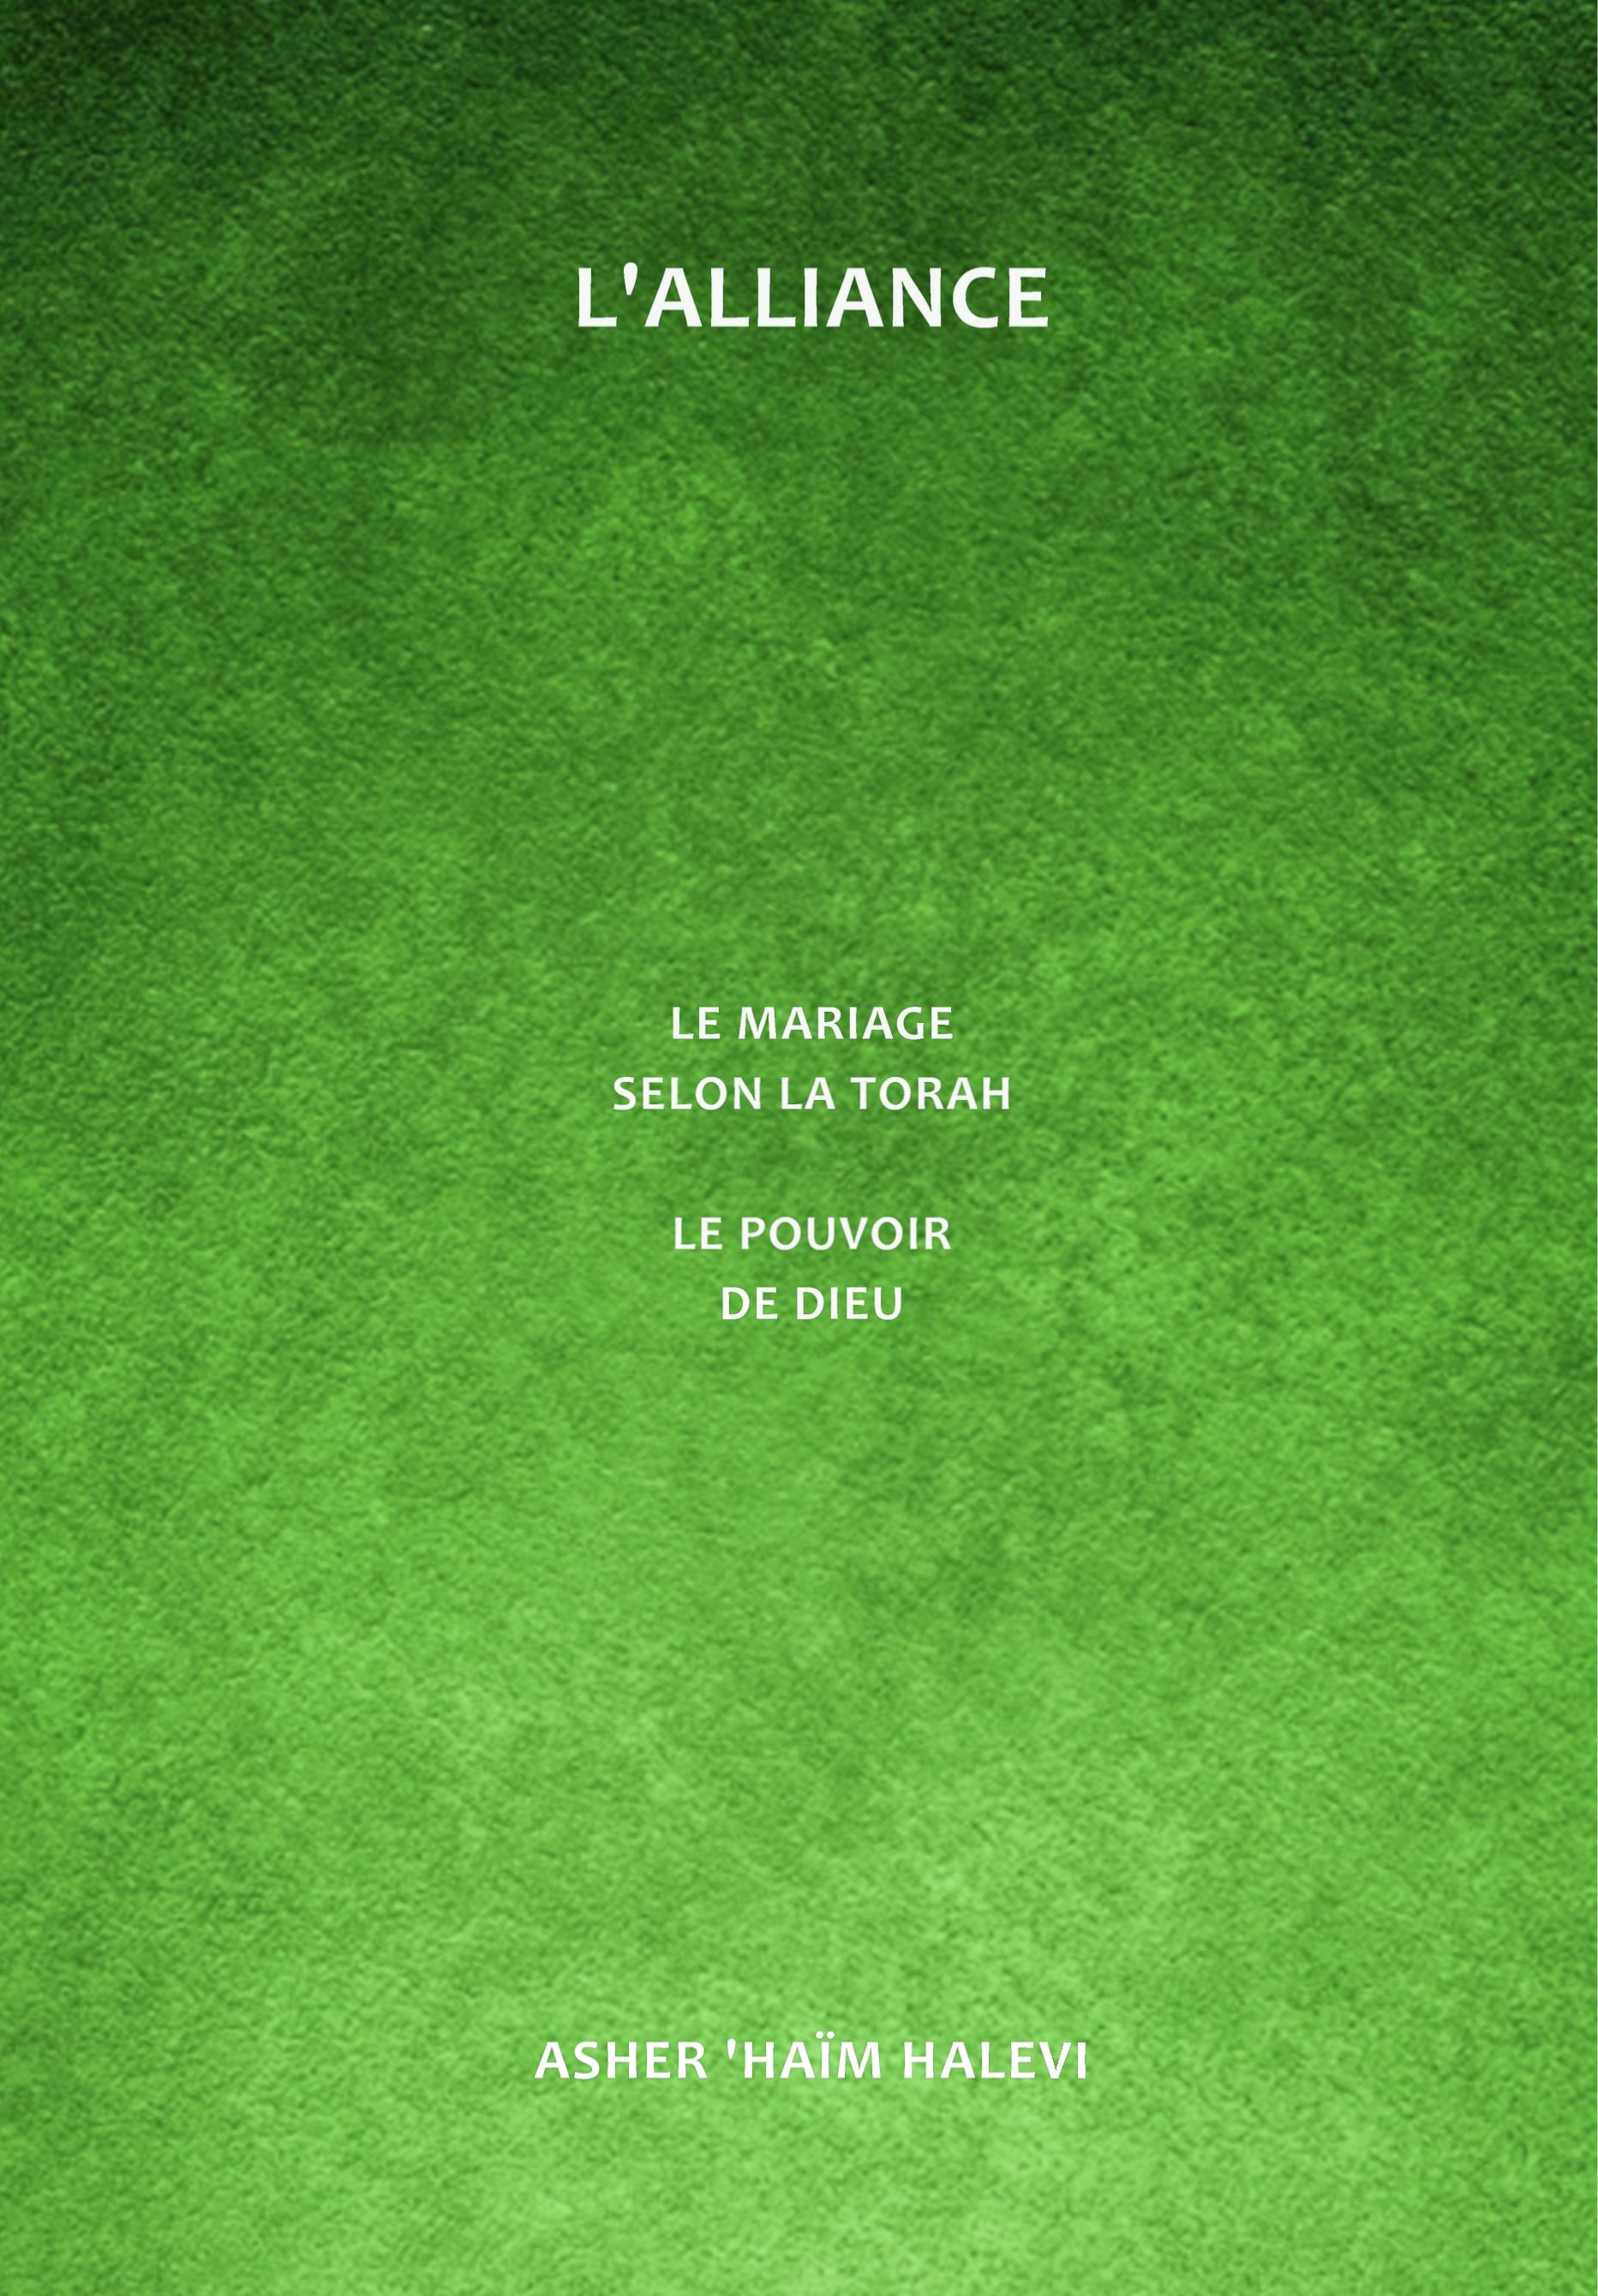 L'ALLIANCE
LE MARIAGE
SELON LA TORAH
LE POUVOIR
DE DIEU
ASHER 'HAÏM HALEVI